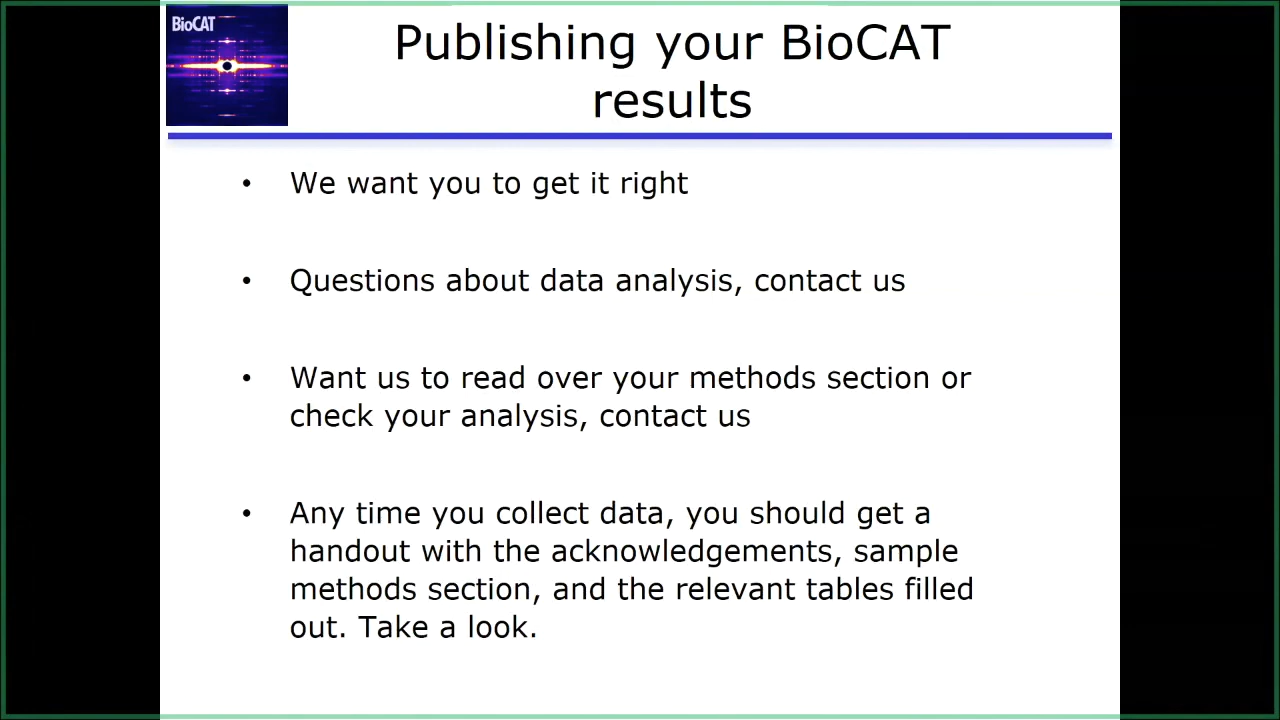 BioCAT
Publishing your BioCAT
results
• We want you to get it right
• Questions about data analysis, contact us
• Want us to read over your methods section or
check your analysis, contact us
• Any time you collect data, you should get a
handout with the acknowledgements, sample
methods section, and the relevant tables filled
out. Take a look.